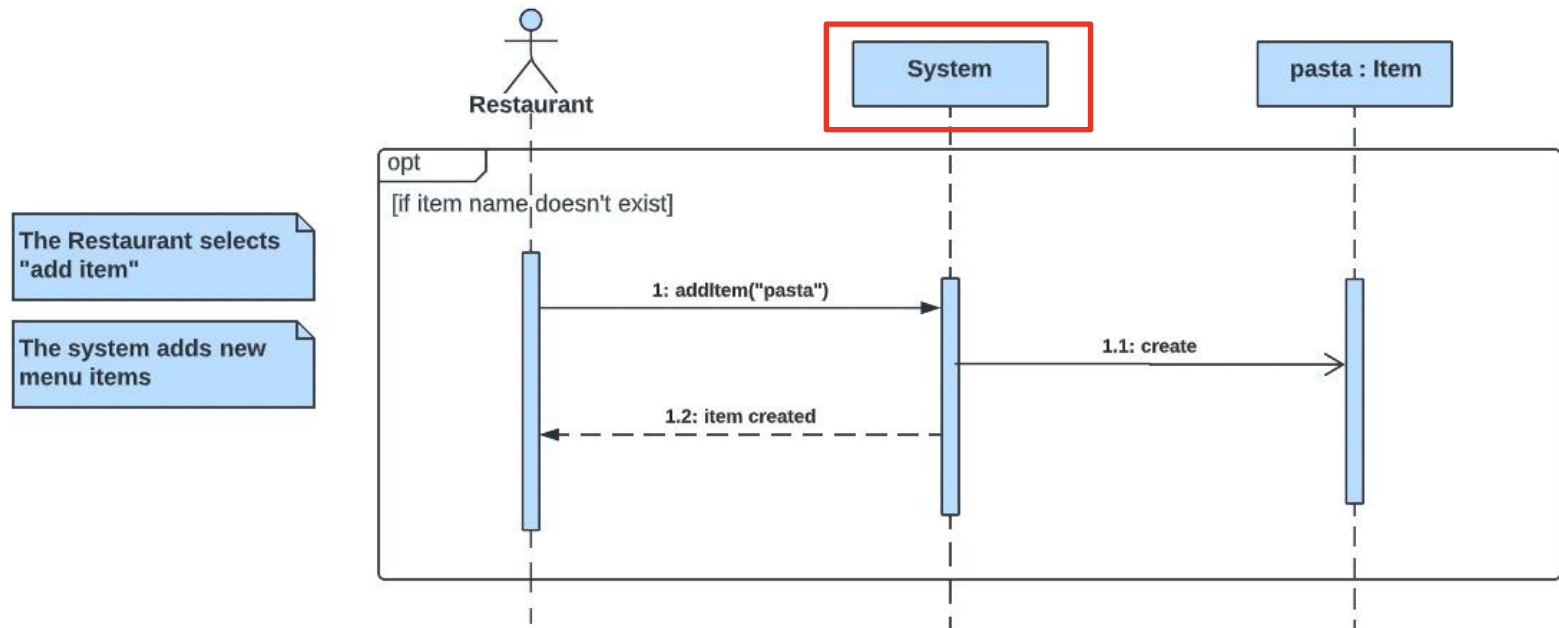 Restaurant
System
pasta : Item
opt
[if item name doesn't exist]
The Restaurant selects
"add item"
1: addItem("pasta")
The system adds new
menu items
1.1: create
1.2: item created